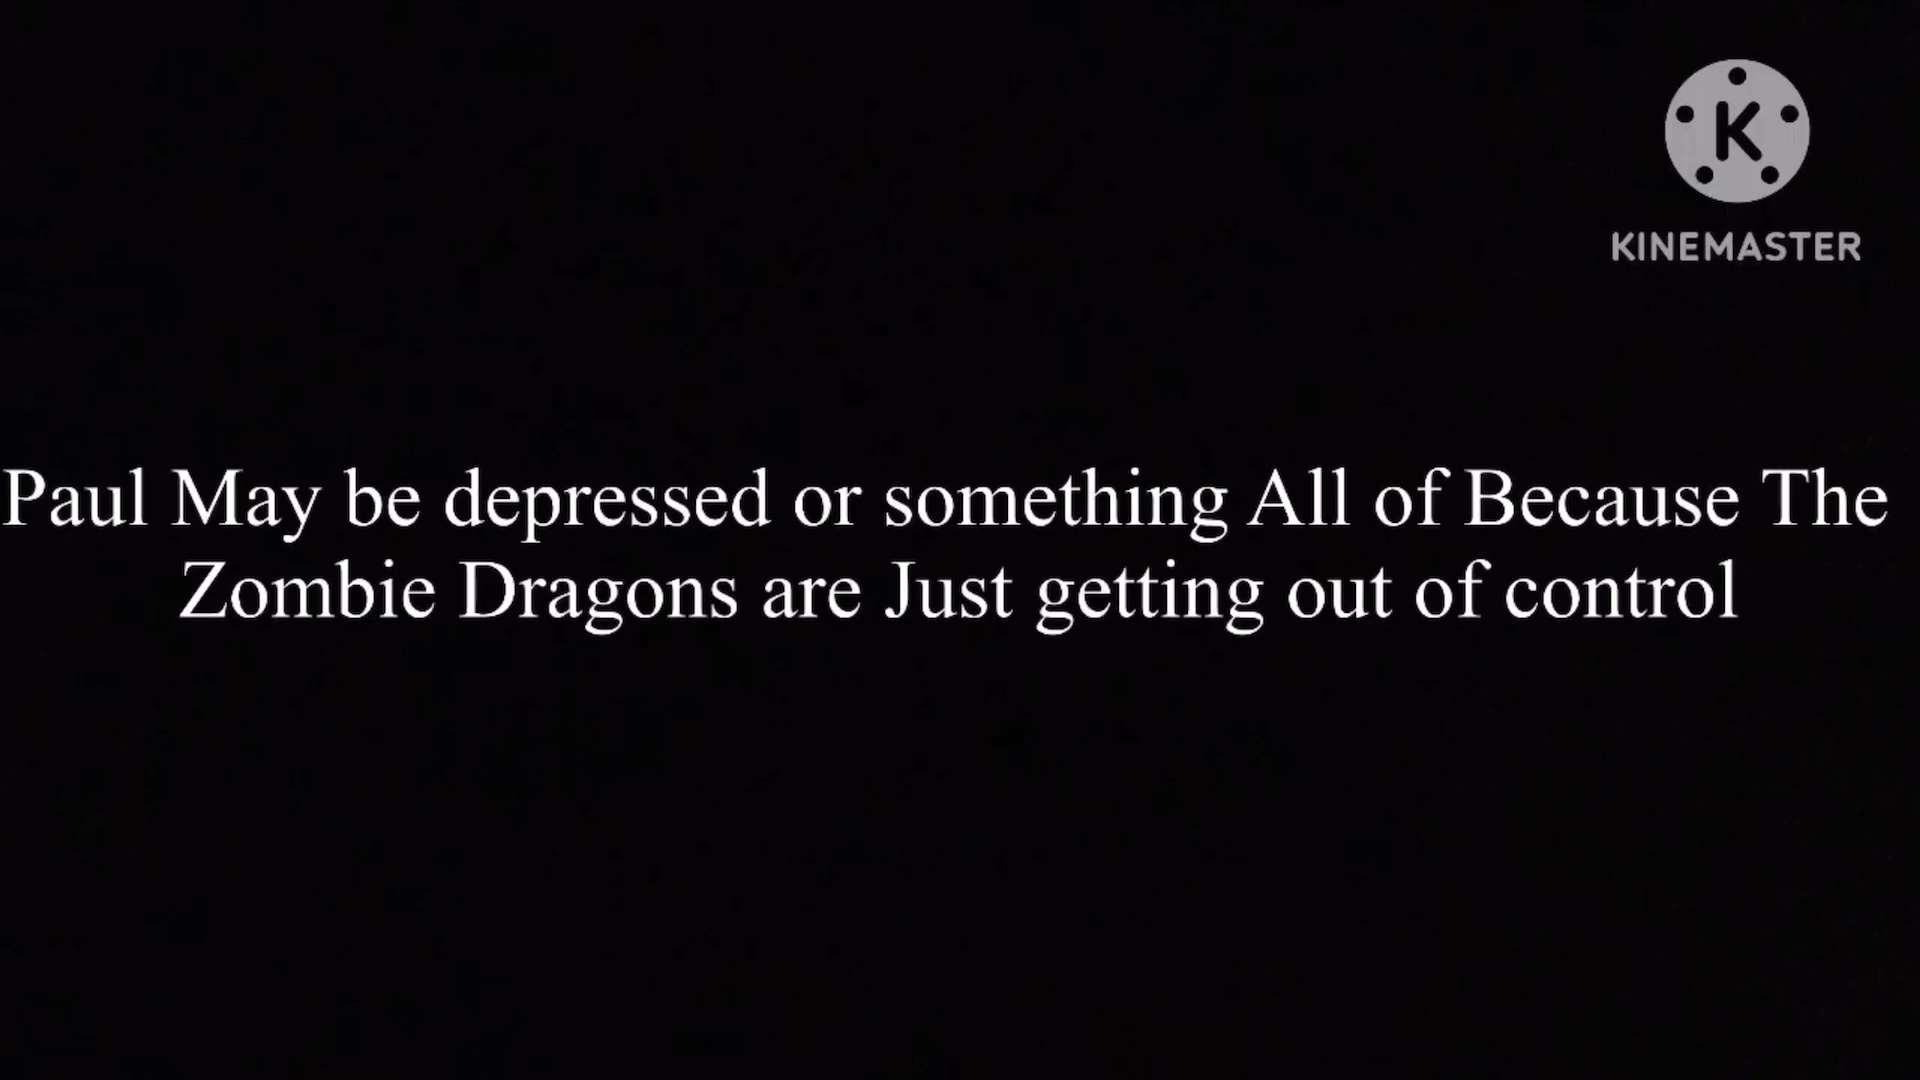 K
KINEMASTER
Paul May be depressed or something All of Because The
Zombie Dragons are Just getting out of control